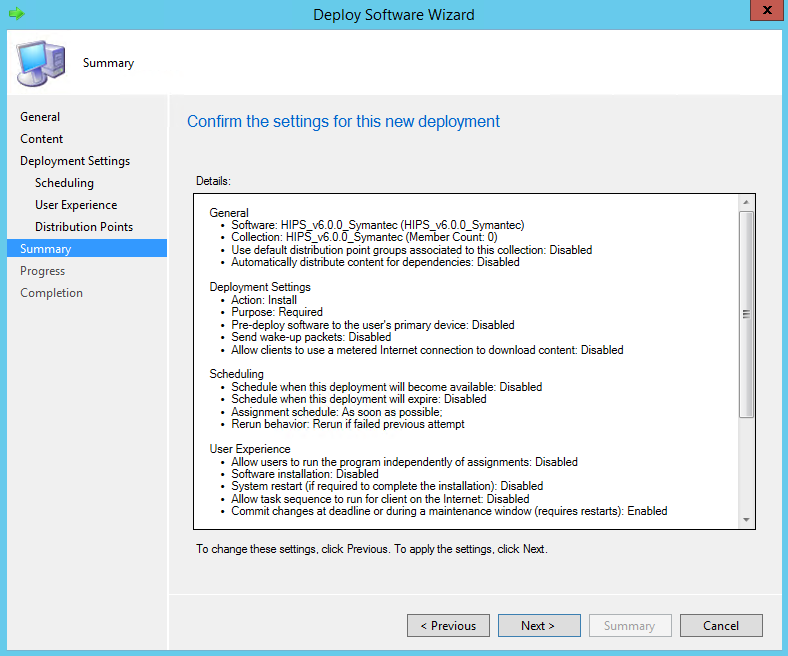 Deploy Software Wizard
x
Summary
General
Content
Deployment Settings
Scheduling
User Experience
Distribution Points
Summary
Progress
Completion
Confirm the settings for this new deployment
Details:
General
• Software: HIPS_v6.0.0_Symantec (HIPS_v6.0.0_Symantec)
• Collection: HIPS_v6.0.0_Symantec (Member Count: 0)
• Use default distribution point groups associated to this collection: Disabled
• Automatically distribute content for dependencies: Disabled
Deployment Settings
• Action: Install
• Purpose: Required
• Pre-deploy software to the user's primary device: Disabled
• Send wake-up packets: Disabled
• Allow clients to use a metered Internet connection to download content: Disabled
Scheduling
• Schedule when this deployment will become available: Disabled
• Schedule when this deployment will expire: Disabled
• Assignment schedule: As soon as possible;
• Rerun behavior: Rerun if failed previous attempt
User Experience
• Allow users to run the program independently of assignments: Disabled
• Software installation: Disabled
• System restart (if required to complete the installation): Disabled
• Allow task sequence to run for client on the Internet: Disabled
• Commit changes at deadline or during a maintenance window (requires restarts): Enabled
To change these settings, click Previous. To apply the settings, click Next.
< Previous
Next >
Summary
Cancel